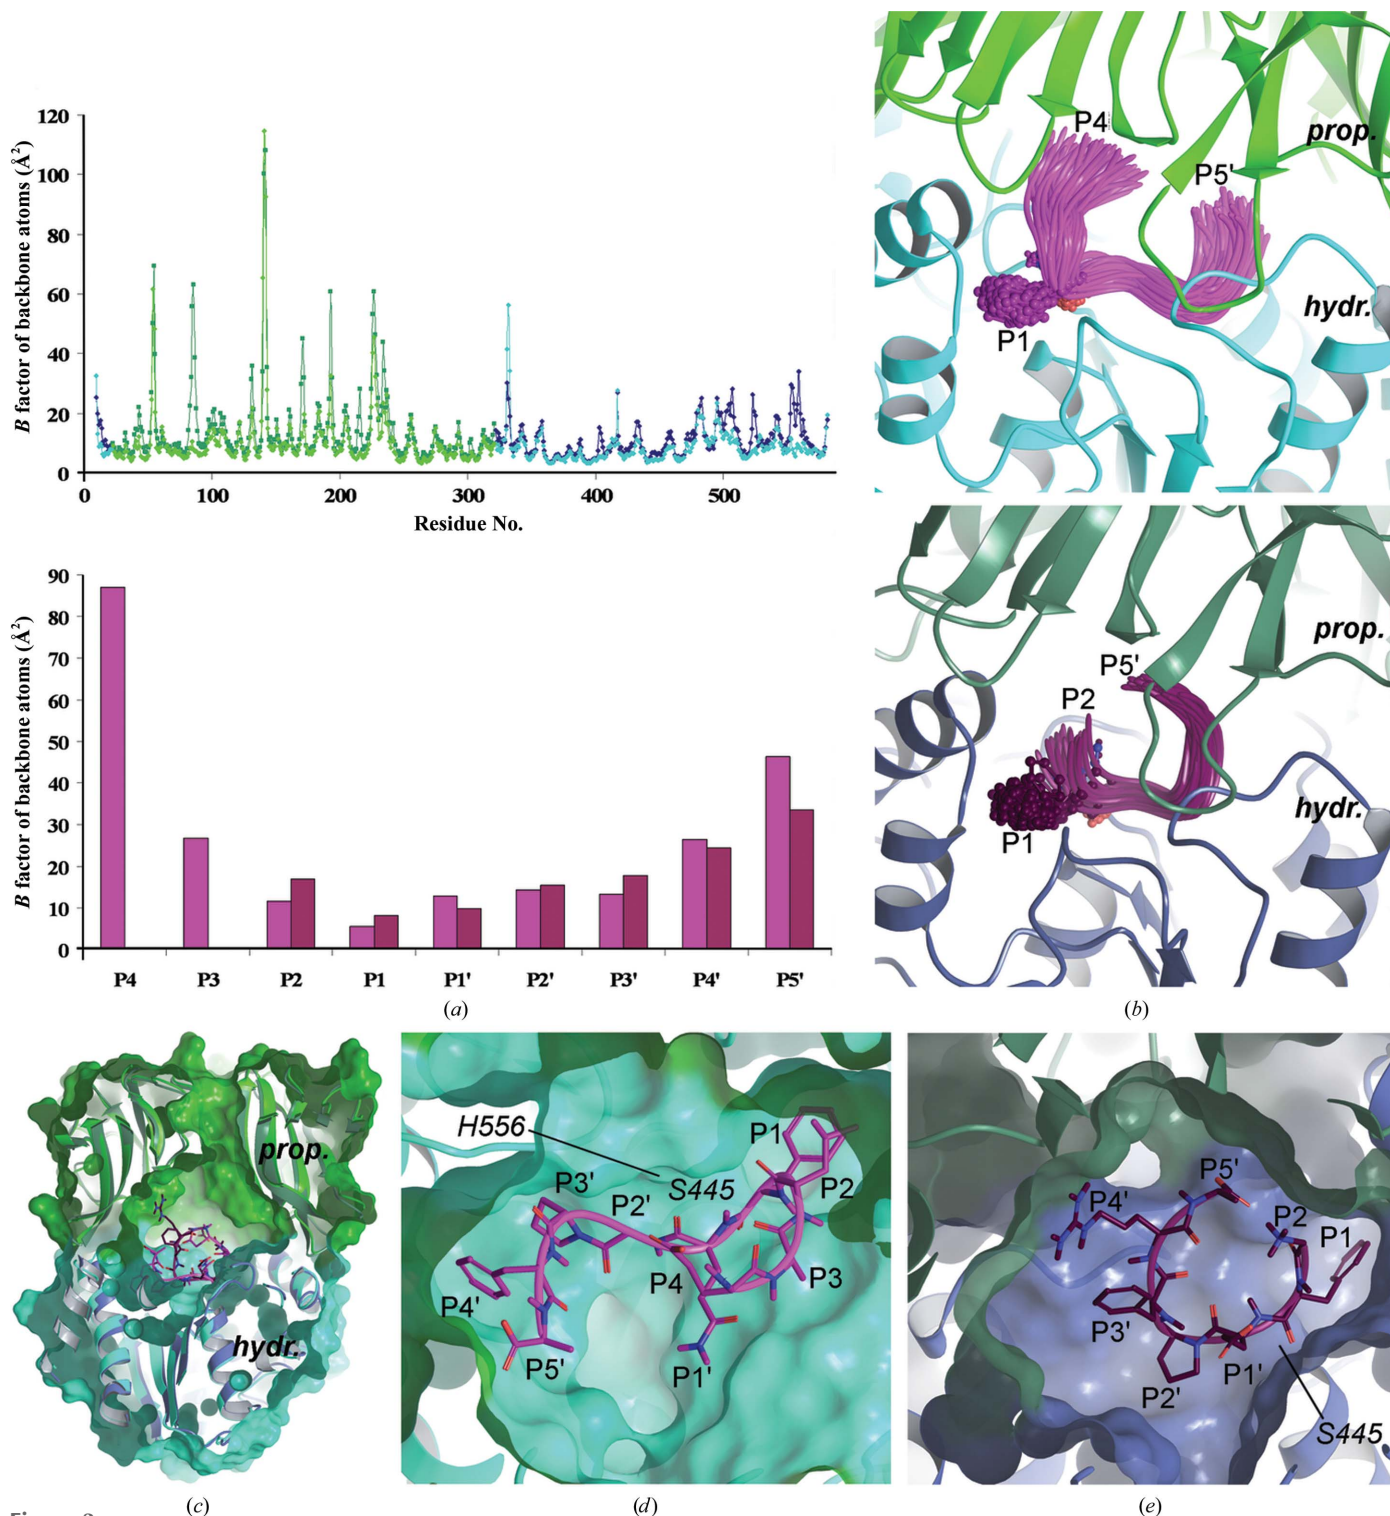 120
100
80
60
40
20
0
B factor of backbone atoms (Å²)
0 100 200 300 400 500
Residue No.
90
80
70
60
50
40
30
20
10
0
B factor of backbone atoms (Å²)
P4 P3 P2 P1 P1' P2' P3' P4' P5'
(a)
P4
prop.
P5'
hydr.
P1
prop.
P5'
P2
hydr.
P1
(b)
prop.
hydr.
(c)
H556
P1
P3'
S445
P2'
P2
P4
P3
P4'
P5'
P1'
(d)
P5'
P4'
P2
P1
P3'
P1'
P2'
S445
(e)